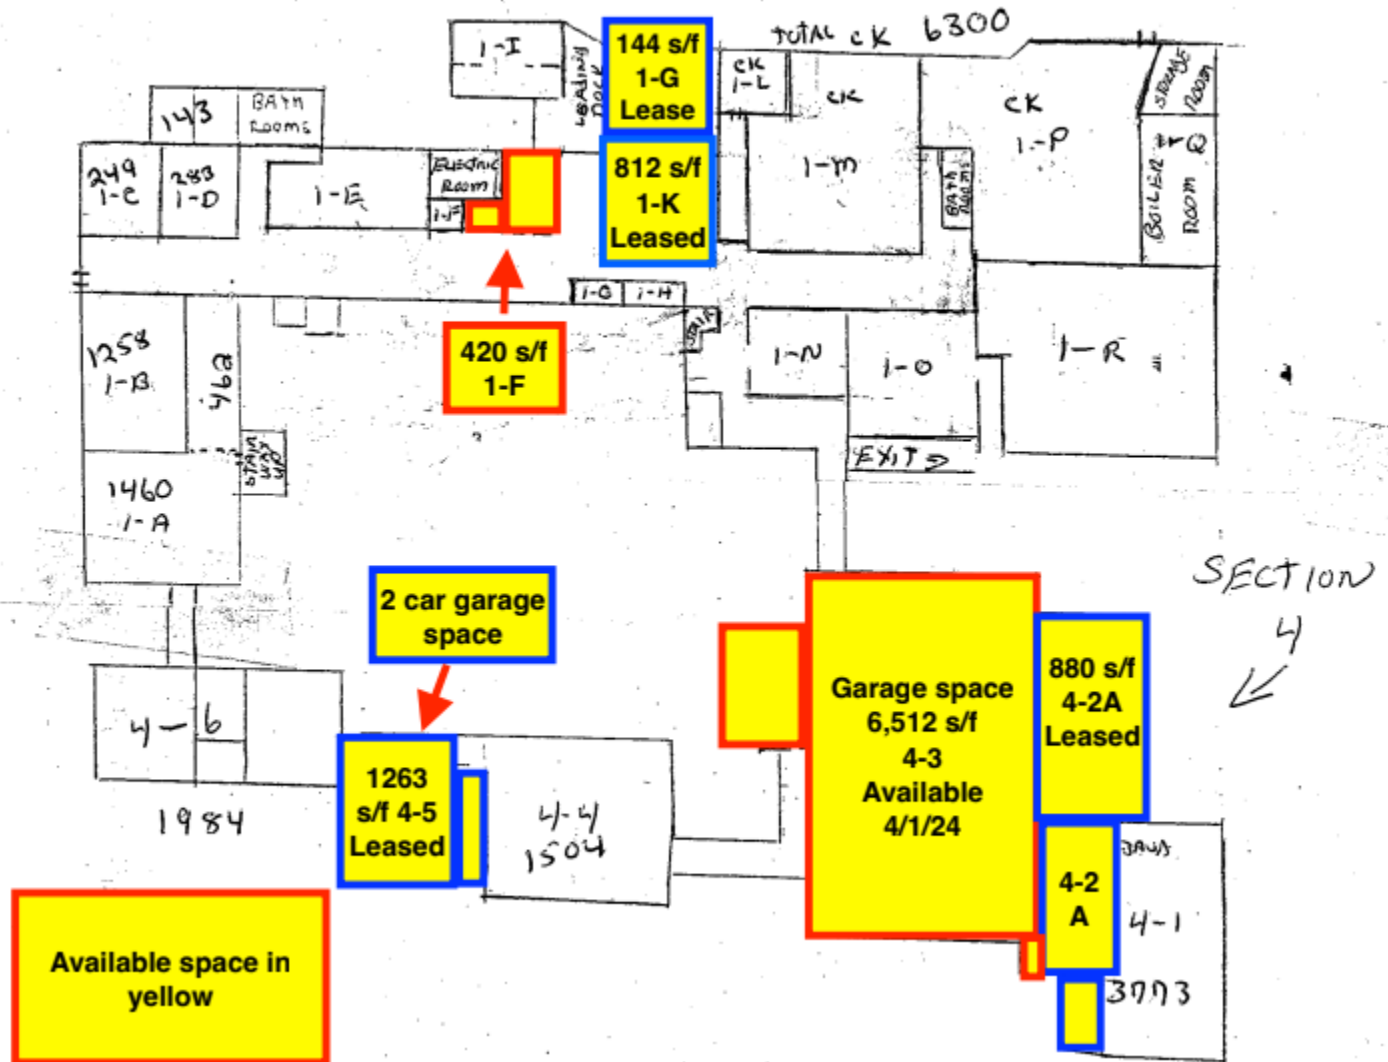 TOTAL CK 6300
1-I
LOADING DOCK
144 s/f
1-G
Lease
CK
1-L
CK
1-M
CK
1-P
STORAGE
ROOM
143
BATH
ROOMS
249
1-C
283
1-D
1-E
ELECTRIC
ROOM
1-F
812 s/f
1-K
Leased
BATH
ROOMS
BOILER
ROOM
Q
1-G
1-H
STAIR
420 s/f
1-F
1258
1-B
462
1-N
1-O
1-R
STAIR
WAY
UP
EXIT
1460
1-A
SECTION
4
2 car garage
space
Garage space
6,512 s/f
4-3
Available
4/1/24
880 s/f
4-2A
Leased
4-6
1984
1263
s/f 4-5
Leased
4-4
1504
4-2
A
4-1
3773
Available space in
yellow